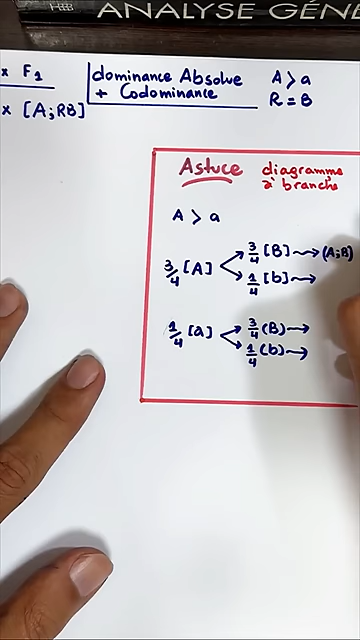 ANALYSE GÉNÉ
x F1
dominance Absolue
+ Codominance
A > a
R = B
x [A;RB]
Astuce diagramme
à branche
A > a
3/4 [A]
3/4 [B] → (A;B)
1/4 [b] →
1/4 [a]
3/4 (B) →
1/4 (b) →